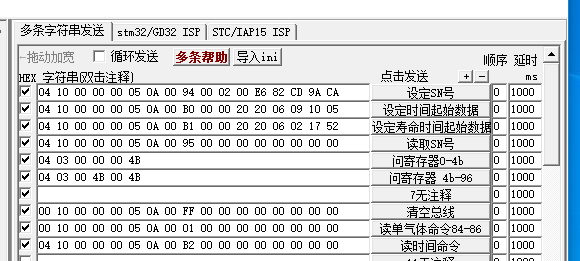 多条字符串发送 stm32/GD32 ISP STC/IAP15 ISP
拖动加宽 循环发送 多条帮助 导入ini 顺序 延时
HEX 字符串(双击注释) 点击发送 + − ms
04 10 00 00 00 05 0A 00 94 00 02 00 E6 82 CD 9A CA 设定SN号 0 1000
04 10 00 00 00 05 0A 00 B0 00 00 20 20 06 09 10 05 设定时间起始数据 0 1000
04 10 00 00 00 05 0A 00 B1 00 00 20 20 06 02 17 52 设定寿命时间起始数据 0 1000
04 10 00 00 00 05 0A 00 95 00 00 00 00 00 00 00 00 读取SN号 0 1000
04 03 00 00 00 4B 问寄存器0-4b 0 1000
04 03 00 4B 00 4B 问寄存器 4b-96 0 1000
7无注释 0 1000
00 10 00 00 00 05 0A 00 FF 00 00 00 00 00 00 00 00 清空总线 0 1000
00 10 00 00 00 05 0A 00 01 00 00 00 00 00 00 00 00 读单气体命令84-86 0 1000
04 10 00 00 00 05 0A 00 B2 00 00 00 00 00 00 00 00 读时间命令 0 1000